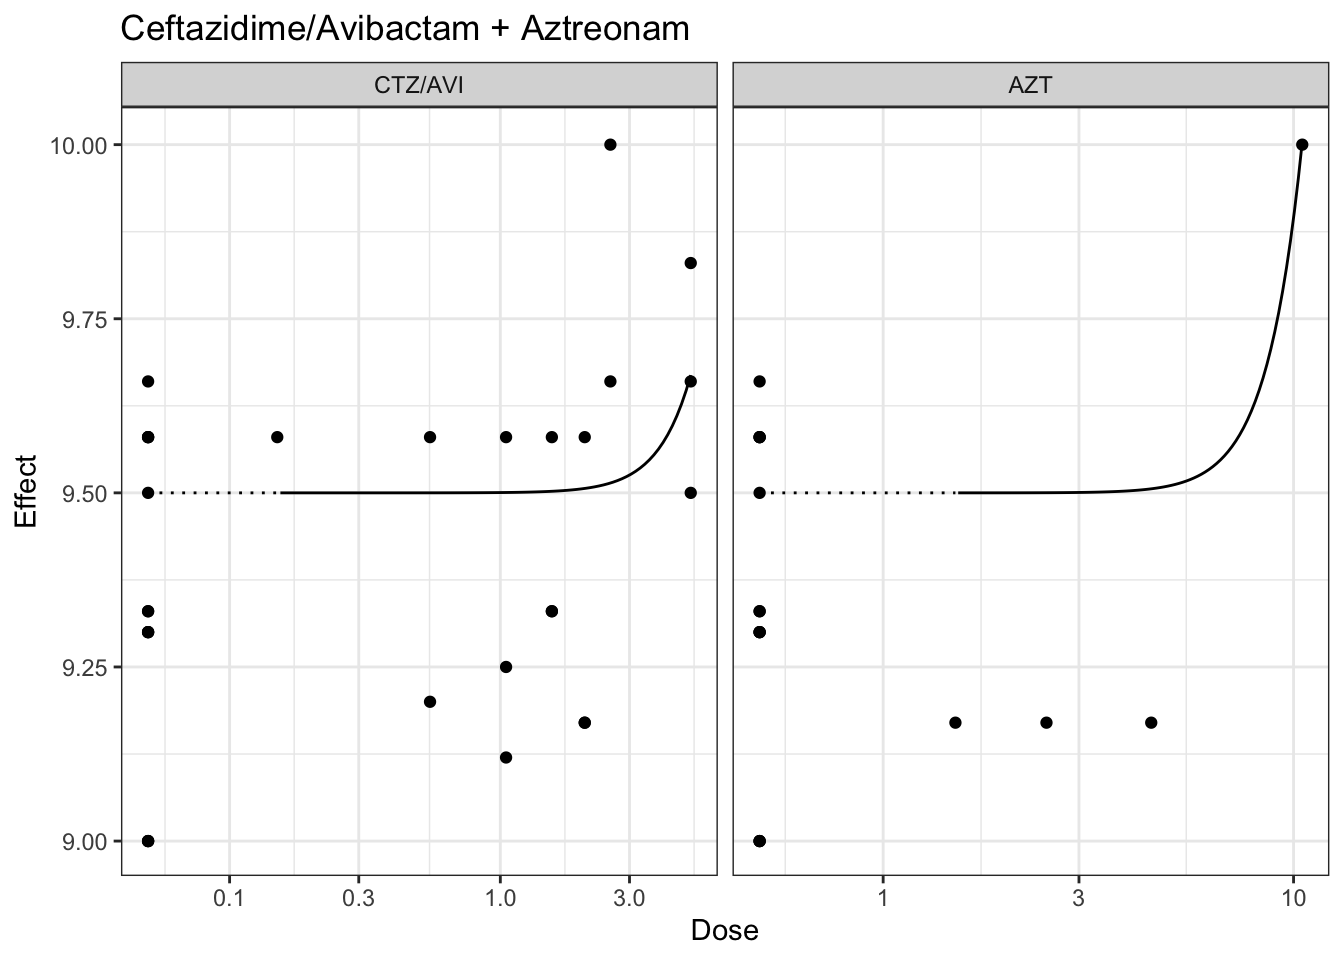 Ceftazidime/Avibactam + Aztreonam
CTZ/AVI
AZT
Effect
10.00
9.75
9.50
9.25
9.00
0.1 0.3 1.0 3.0
1 3 10
Dose